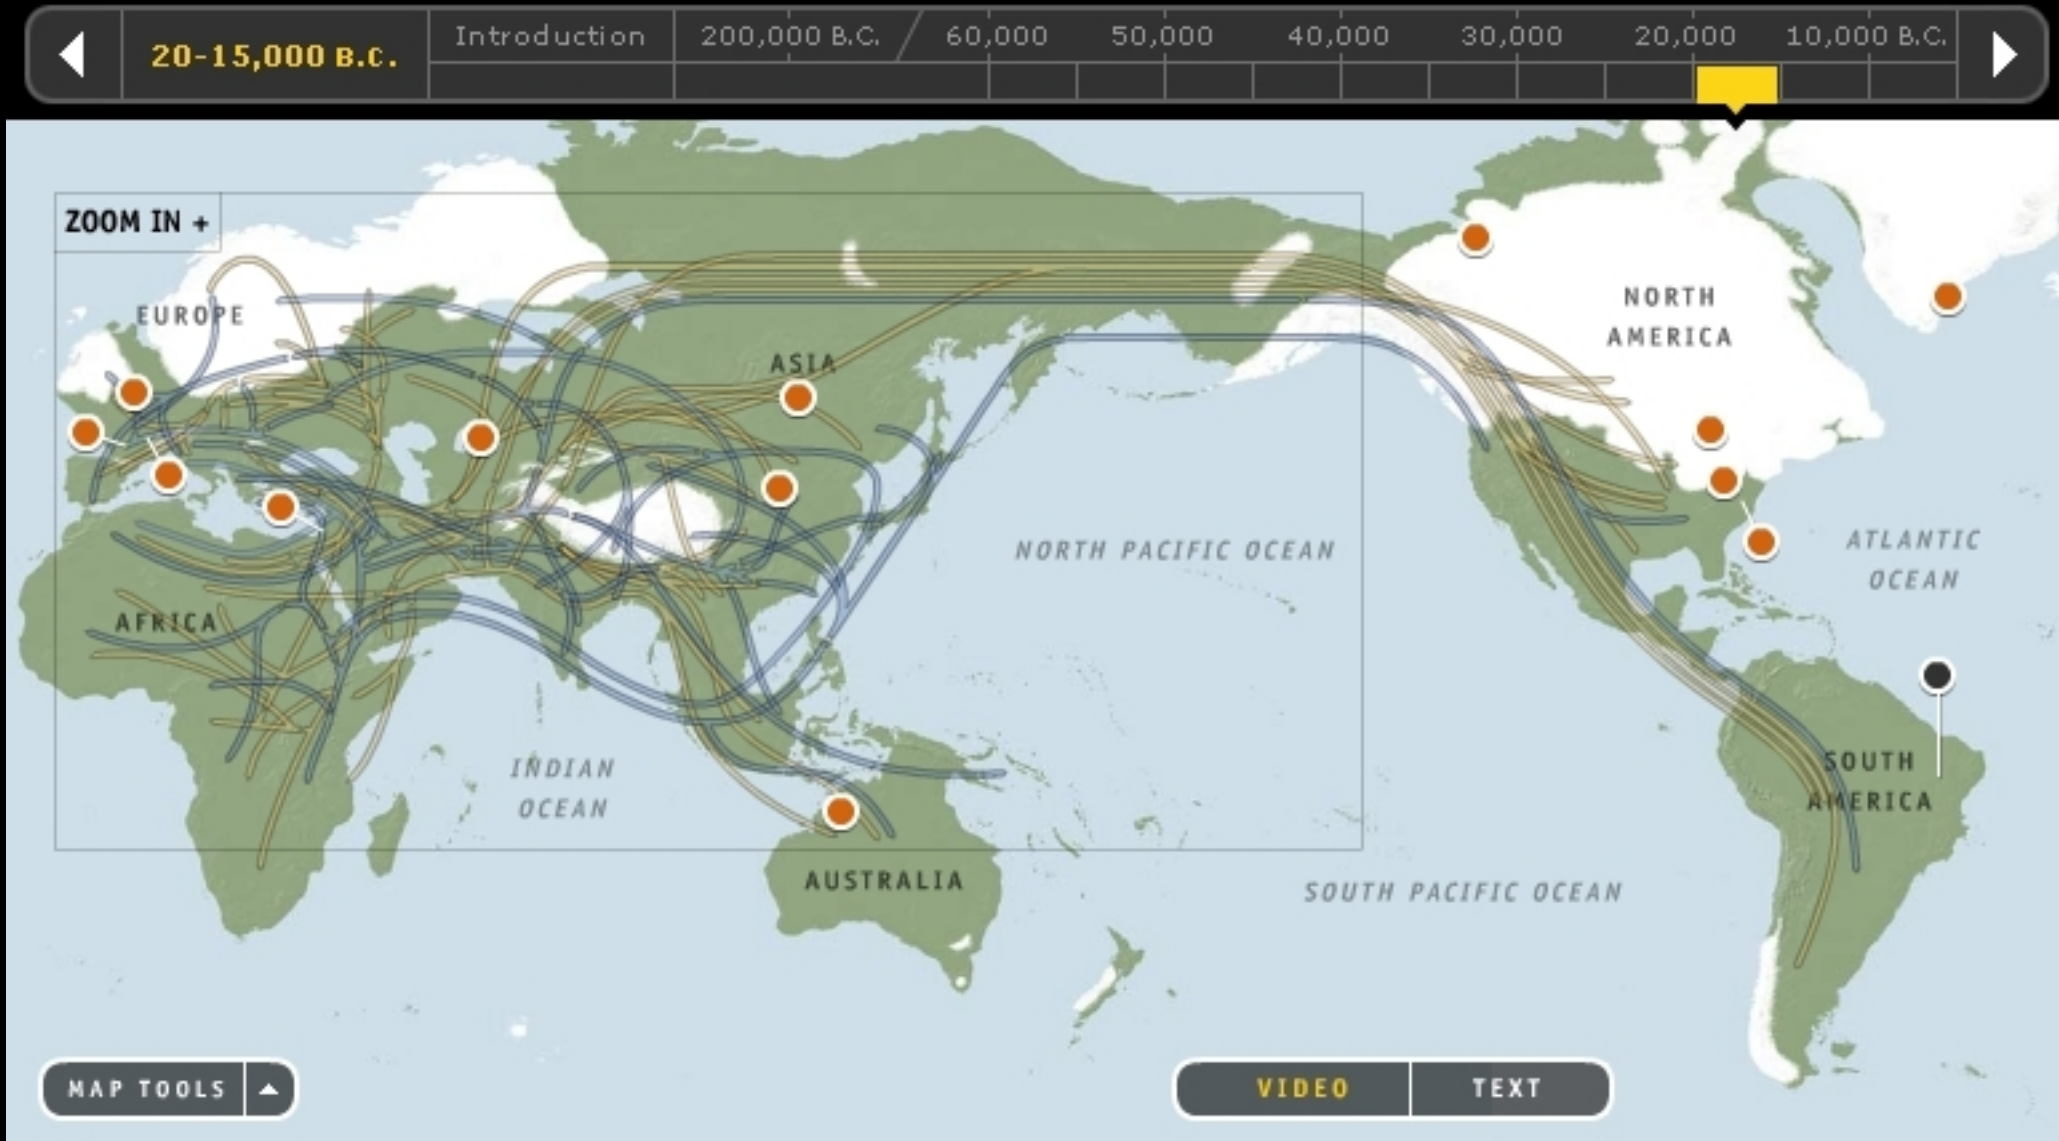 20-15,000 B.C.
Introduction
200,000 B.C.
60,000
50,000
40,000
30,000
20,000
10,000 B.C.
ZOOM IN +
EUROPE
NORTH
AMERICA
ASIA
NORTH PACIFIC OCEAN
ATLANTIC
OCEAN
AFRICA
INDIAN
OCEAN
SOUTH
AMERICA
AUSTRALIA
SOUTH PACIFIC OCEAN
MAP TOOLS
VIDEO
TEXT